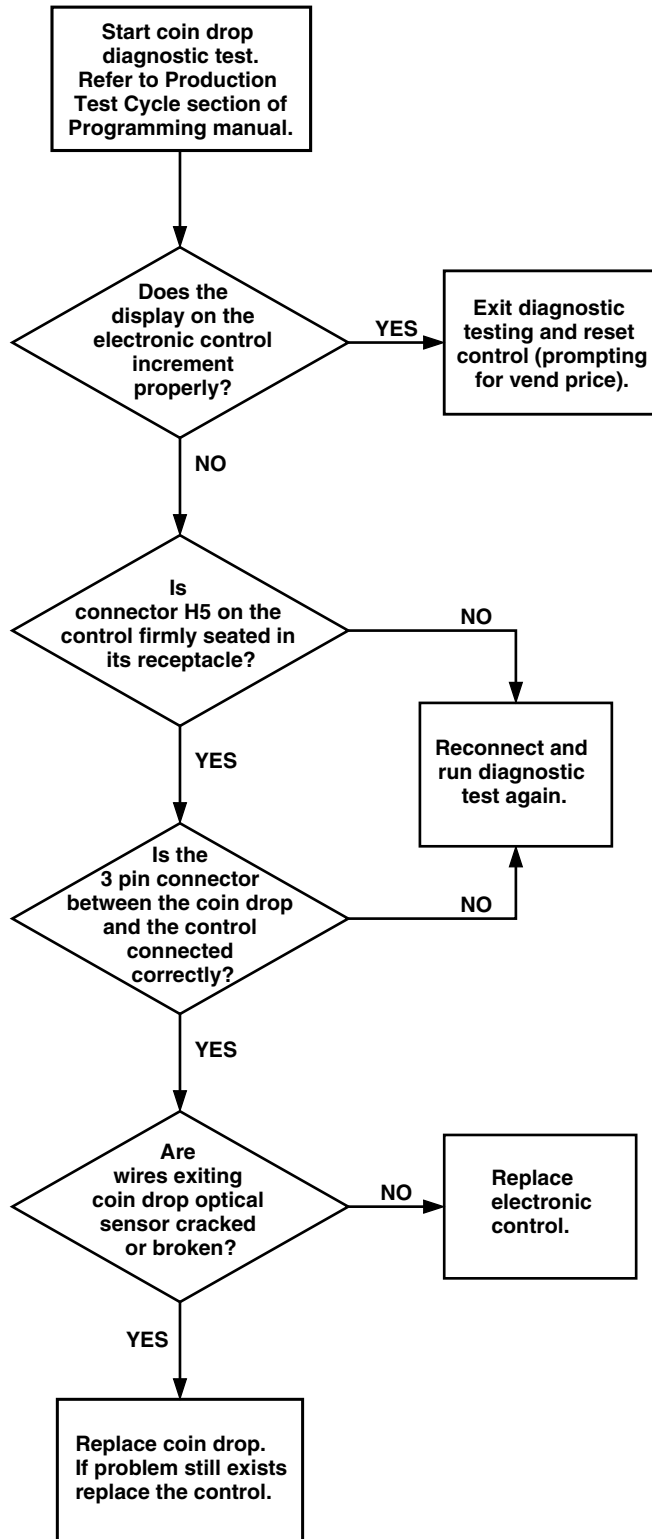 Start coin drop
diagnostic test.
Refer to Production
Test Cycle section of
Programming manual.
Does the
display on the
electronic control
increment
properly?
YES
Exit diagnostic
testing and reset
control (prompting
for vend price).
NO
Is
connector H5 on the
control firmly seated in
its receptacle?
NO
YES
Reconnect and
run diagnostic
test again.
Is the
3 pin connector
between the coin drop
and the control
connected
correctly?
NO
YES
Are
wires exiting
coin drop optical
sensor cracked
or broken?
NO
Replace
electronic
control.
YES
Replace coin drop.
If problem still exists
replace the control.